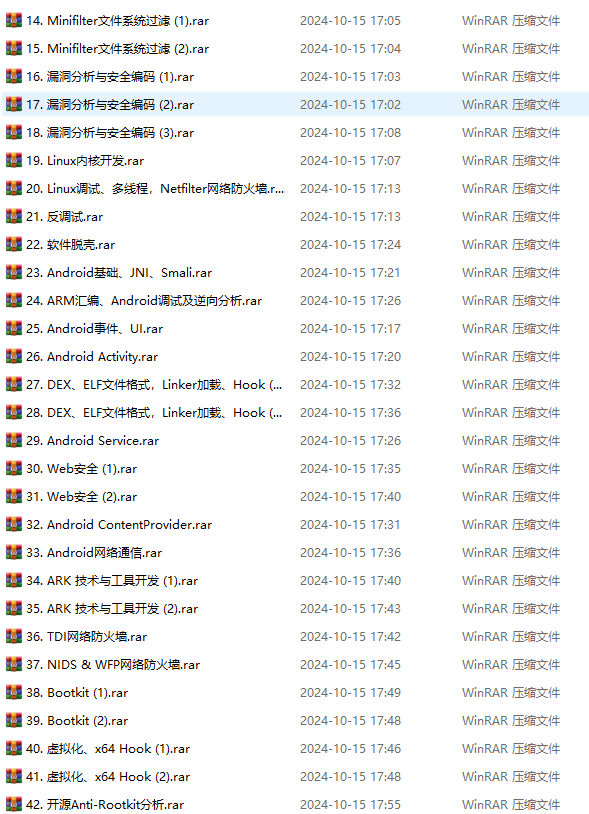 14. Minifilter文件系统过滤 (1).rar 2024-10-15 17:05 WinRAR 压缩文件
15. Minifilter文件系统过滤 (2).rar 2024-10-15 17:04 WinRAR 压缩文件
16. 漏洞分析与安全编码 (1).rar 2024-10-15 17:03 WinRAR 压缩文件
17. 漏洞分析与安全编码 (2).rar 2024-10-15 17:02 WinRAR 压缩文件
18. 漏洞分析与安全编码 (3).rar 2024-10-15 17:08 WinRAR 压缩文件
19. Linux内核开发.rar 2024-10-15 17:07 WinRAR 压缩文件
20. Linux调试、多线程，Netfilter网络防火墙.r... 2024-10-15 17:13 WinRAR 压缩文件
21. 反调试.rar 2024-10-15 17:13 WinRAR 压缩文件
22. 软件脱壳.rar 2024-10-15 17:24 WinRAR 压缩文件
23. Android基础、JNI、Smali.rar 2024-10-15 17:21 WinRAR 压缩文件
24. ARM汇编、Android调试及逆向分析.rar 2024-10-15 17:26 WinRAR 压缩文件
25. Android事件、UI.rar 2024-10-15 17:17 WinRAR 压缩文件
26. Android Activity.rar 2024-10-15 17:20 WinRAR 压缩文件
27. DEX、ELF文件格式，Linker加载、Hook (... 2024-10-15 17:32 WinRAR 压缩文件
28. DEX、ELF文件格式，Linker加载、Hook (... 2024-10-15 17:36 WinRAR 压缩文件
29. Android Service.rar 2024-10-15 17:26 WinRAR 压缩文件
30. Web安全 (1).rar 2024-10-15 17:35 WinRAR 压缩文件
31. Web安全 (2).rar 2024-10-15 17:40 WinRAR 压缩文件
32. Android ContentProvider.rar 2024-10-15 17:31 WinRAR 压缩文件
33. Android网络通信.rar 2024-10-15 17:36 WinRAR 压缩文件
34. ARK 技术与工具开发 (1).rar 2024-10-15 17:40 WinRAR 压缩文件
35. ARK 技术与工具开发 (2).rar 2024-10-15 17:43 WinRAR 压缩文件
36. TDI网络防火墙.rar 2024-10-15 17:42 WinRAR 压缩文件
37. NIDS & WFP网络防火墙.rar 2024-10-15 17:45 WinRAR 压缩文件
38. Bootkit (1).rar 2024-10-15 17:49 WinRAR 压缩文件
39. Bootkit (2).rar 2024-10-15 17:48 WinRAR 压缩文件
40. 虚拟化、x64 Hook (1).rar 2024-10-15 17:46 WinRAR 压缩文件
41. 虚拟化、x64 Hook (2).rar 2024-10-15 17:48 WinRAR 压缩文件
42. 开源Anti-Rootkit分析.rar 2024-10-15 17:55 WinRAR 压缩文件